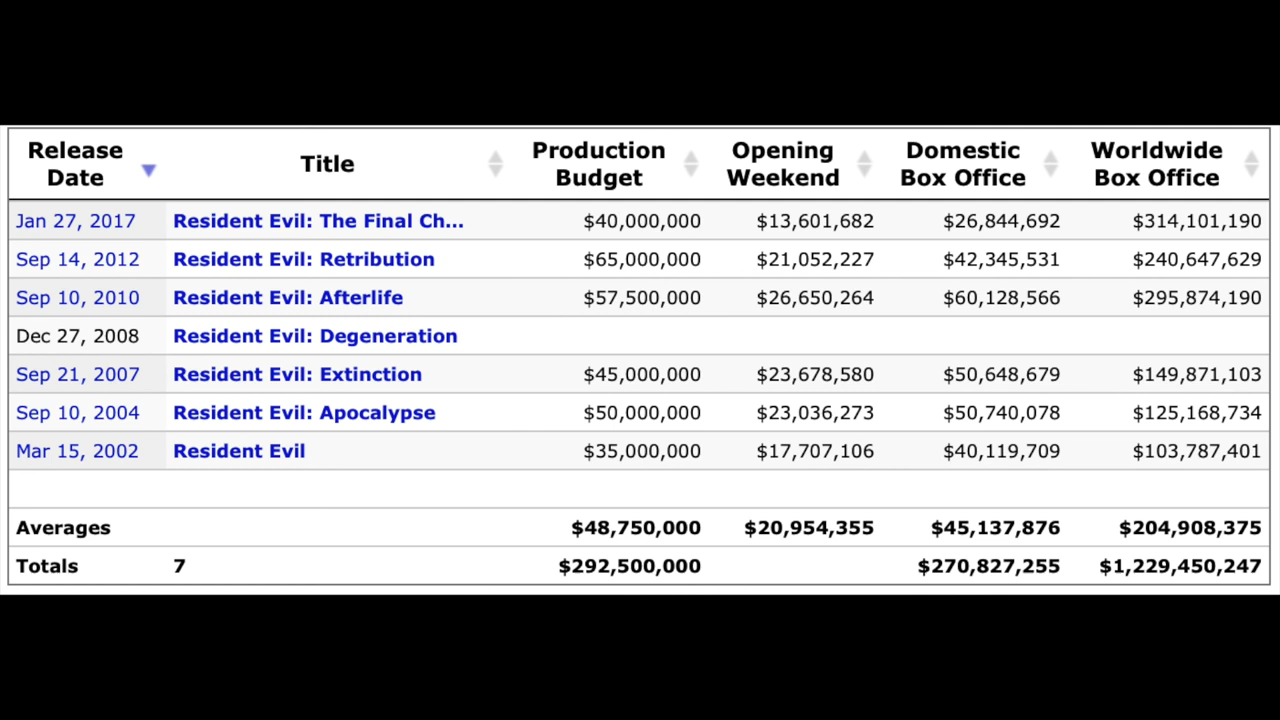 Release Date Title Production Budget Opening Weekend Domestic Box Office Worldwide Box Office
Jan 27, 2017 Resident Evil: The Final Ch... $40,000,000 $13,601,682 $26,844,692 $314,101,190
Sep 14, 2012 Resident Evil: Retribution $65,000,000 $21,052,227 $42,345,531 $240,647,629
Sep 10, 2010 Resident Evil: Afterlife $57,500,000 $26,650,264 $60,128,566 $295,874,190
Dec 27, 2008 Resident Evil: Degeneration
Sep 21, 2007 Resident Evil: Extinction $45,000,000 $23,678,580 $50,648,679 $149,871,103
Sep 10, 2004 Resident Evil: Apocalypse $50,000,000 $23,036,273 $50,740,078 $125,168,734
Mar 15, 2002 Resident Evil $35,000,000 $17,707,106 $40,119,709 $103,787,401
Averages $48,750,000 $20,954,355 $45,137,876 $204,908,375
Totals 7 $292,500,000 $270,827,255 $1,229,450,247